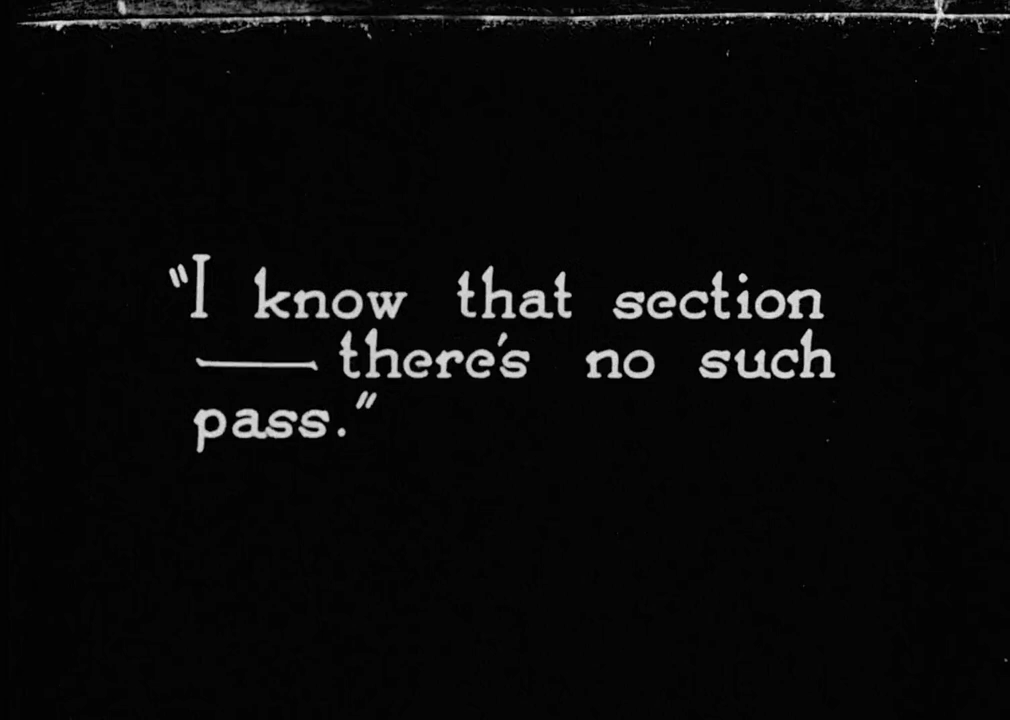 "I know that section
— there's no such
pass."